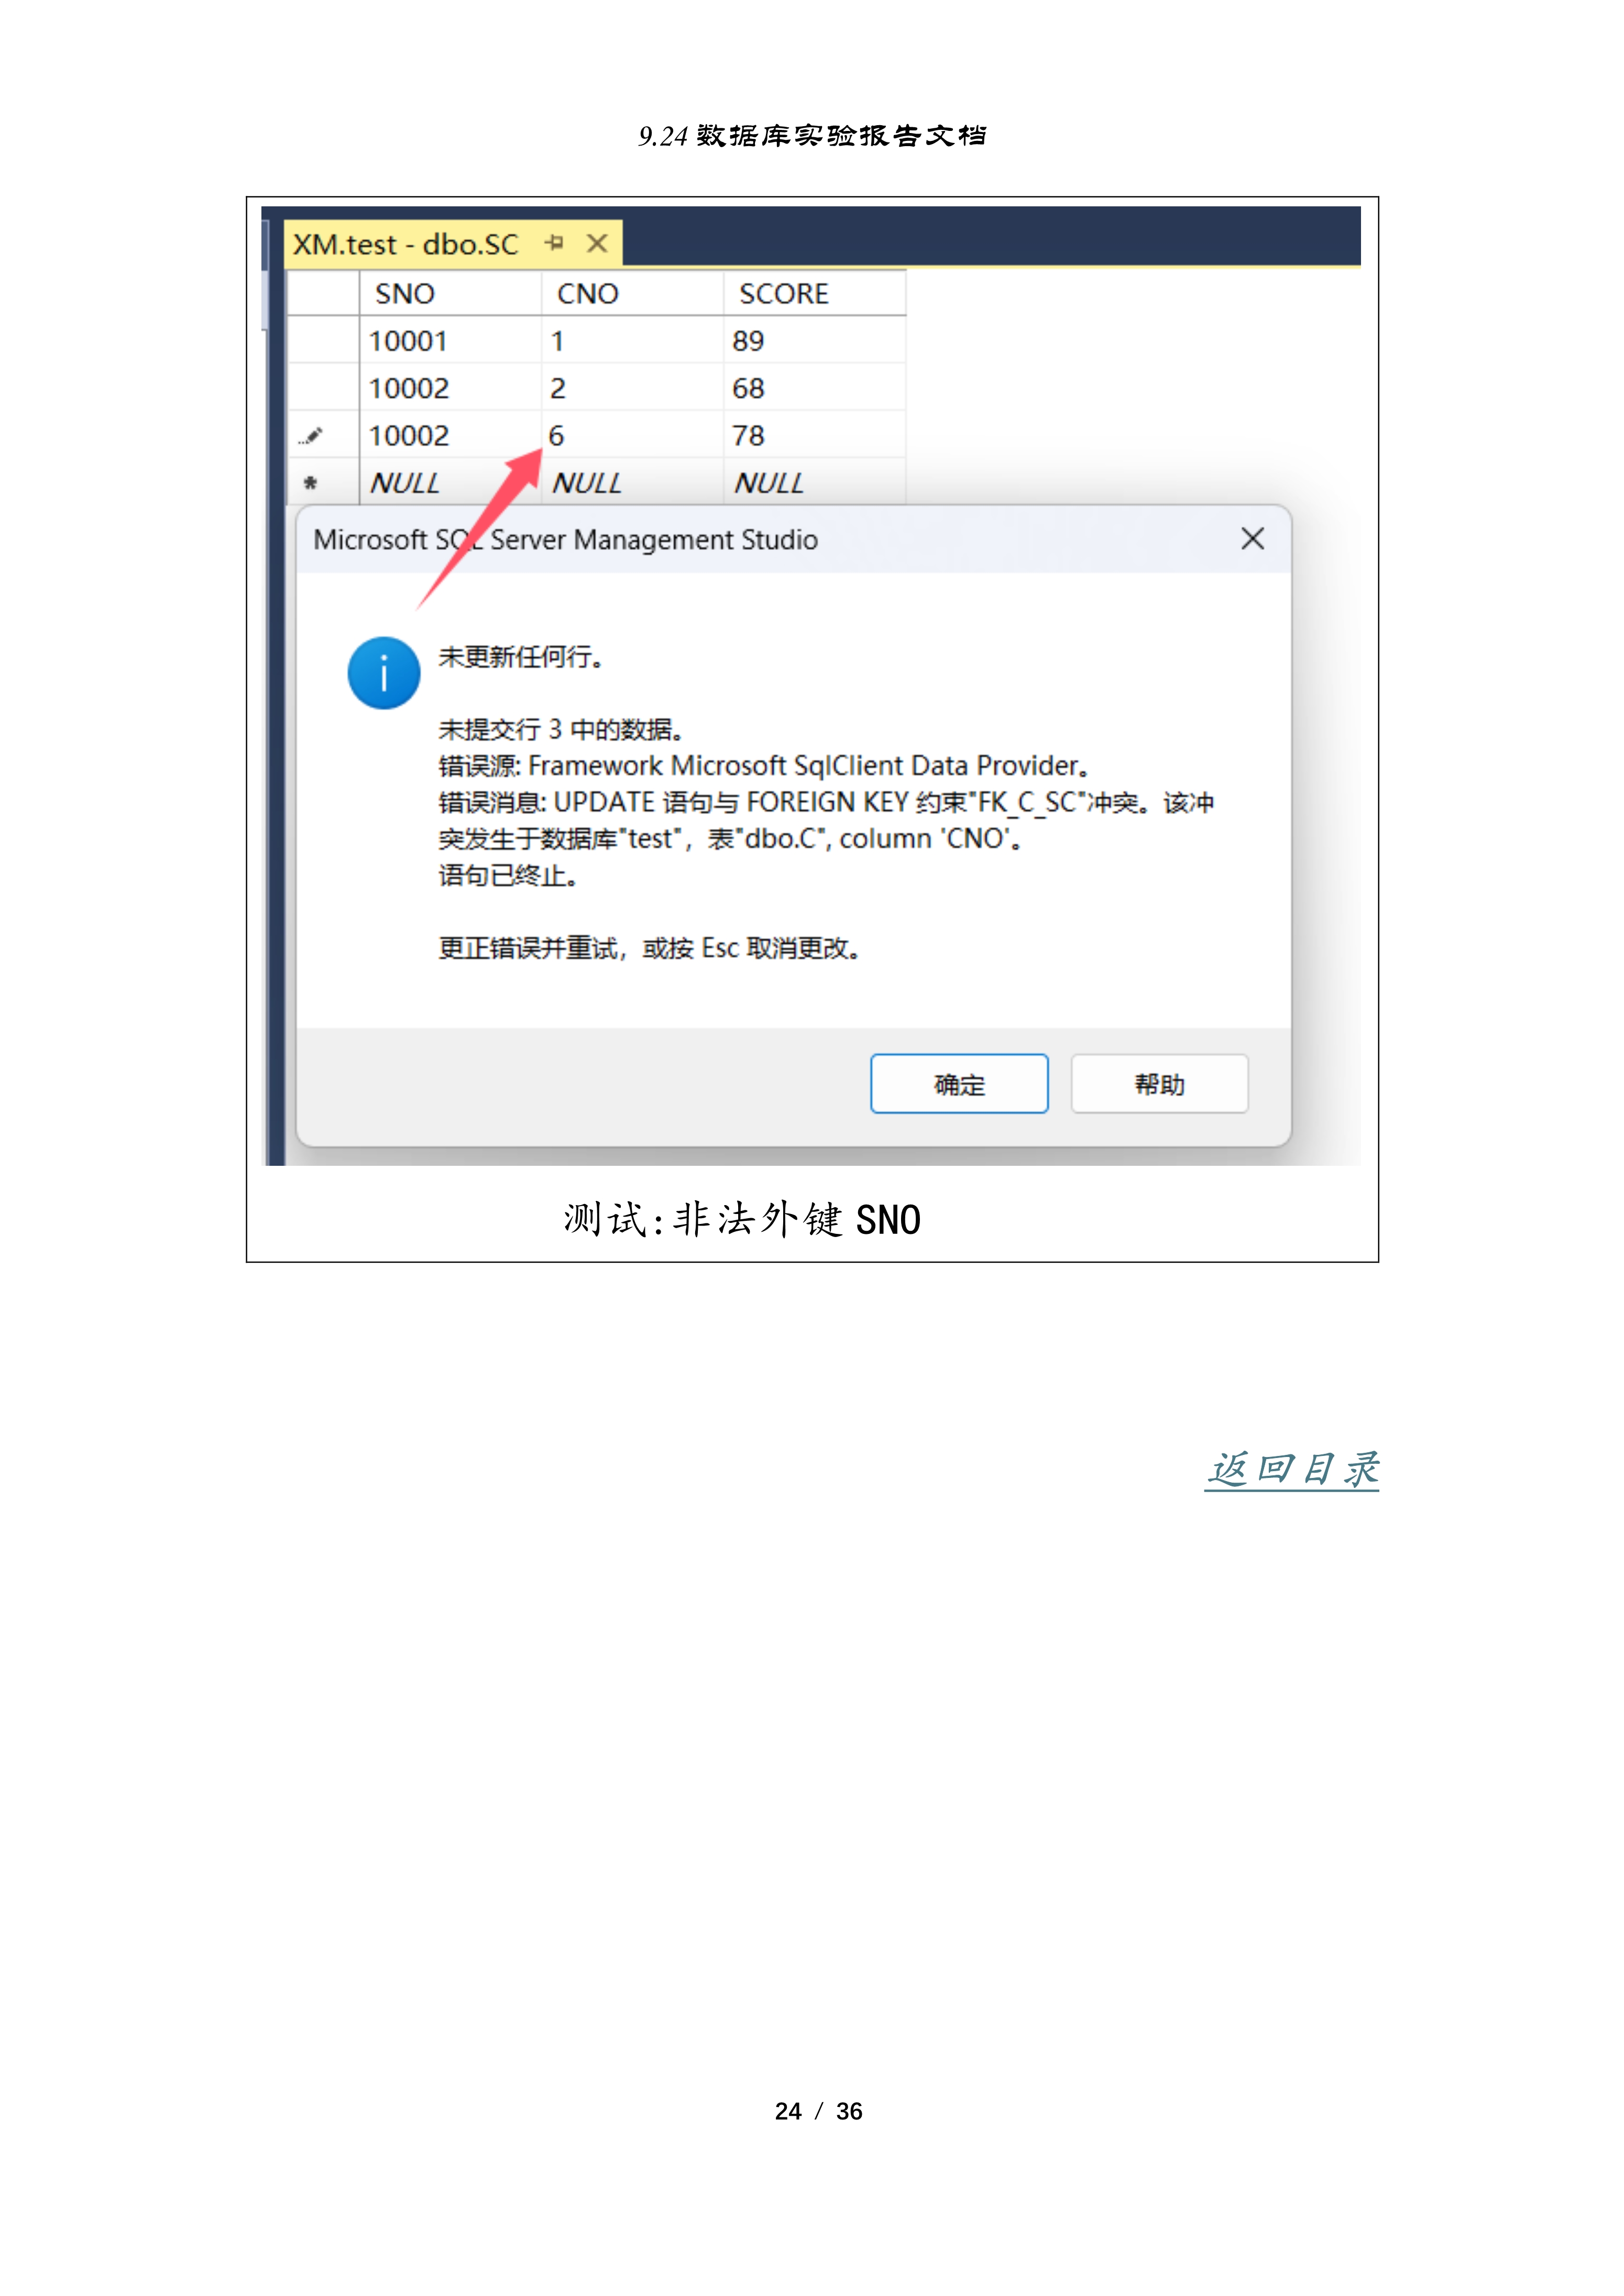 9.24 数据库实验报告文档
XM.test - dbo.SC
SNO CNO SCORE
10001 1 89
10002 2 68
10002 6 78
* NULL NULL NULL
Microsoft SQL Server Management Studio
未更新任何行。
未提交行 3 中的数据。
错误源: Framework Microsoft SqlClient Data Provider。
错误消息: UPDATE 语句与 FOREIGN KEY 约束"FK_C_SC"冲突。该冲
突发生于数据库"test"，表"dbo.C", column 'CNO'。
语句已终止。
更正错误并重试，或按 Esc 取消更改。
确定 帮助
测试:非法外键 SNO
返回目录
24 / 36